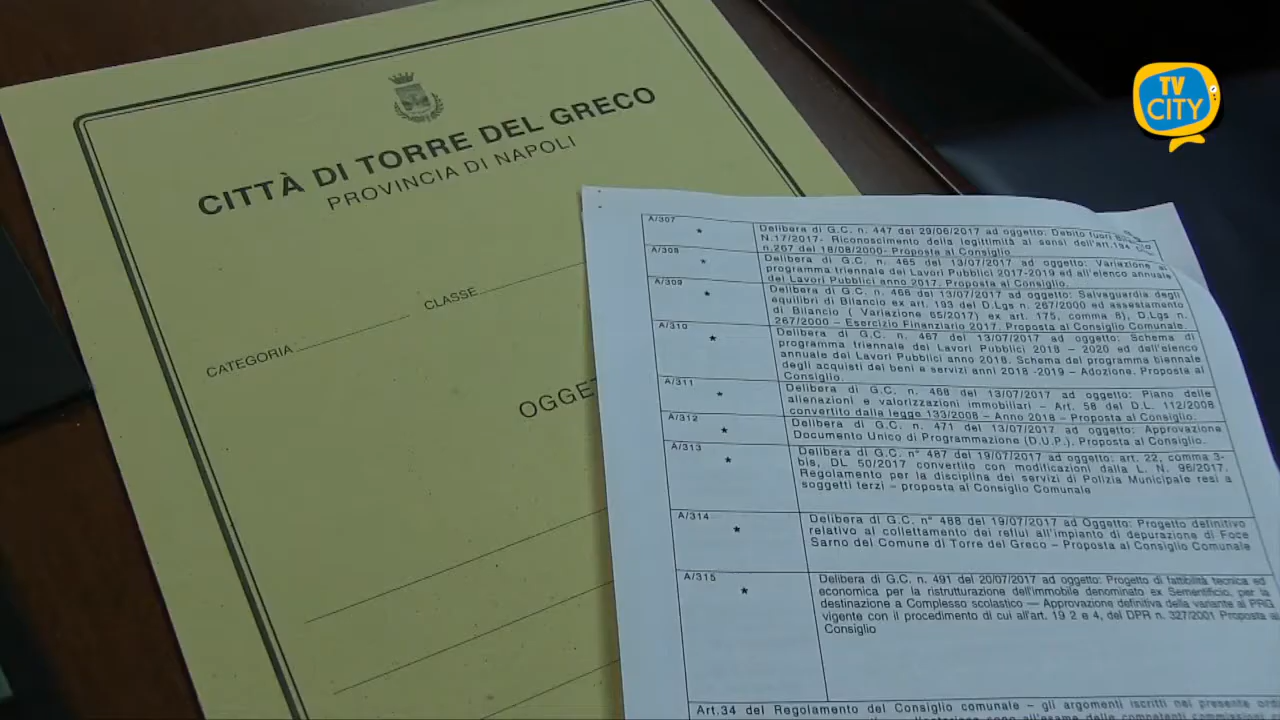 TV
CITY
CITTÀ DI TORRE DEL GRECO
PROVINCIA DI NAPOLI
CATEGORIA
CLASSE
A/307
*
Delibera di G.C. n. 447 del 29/06/2017 ad oggetto: Debito fuori
N.17/2017- Riconoscimento della legittimità ai sensi dell'art.194
n.267 del 18/08/2000- Proposta al Consiglio
A/308
*
Delibera di G.C. n. 465 del 13/07/2017 ad oggetto: Variazione al
programma triennale dei Lavori Pubblici 2017-2019 ed all'elenco annuale
dei Lavori Pubblici anno 2017. Proposta al Consiglio.
A/309
*
Delibera di G.C. n. 466 del 13/07/2017 ad oggetto: Salvaguardia degli
equilibri di Bilancio ex art. 193 del D.Lgs n. 267/2000 ed assestamento
di Bilancio ( Variazione 65/2017) ex art. 175, comma 8), D.Lgs n.
267/2000 – Esercizio Finanziario 2017. Proposta al Consiglio Comunale.
A/310
*
Delibera di G.C. n. 467 del 13/07/2017 ad oggetto: Schema di
programma triennale dei Lavori Pubblici 2018 – 2020 ed dell'elenco
annuale dei Lavori Pubblici anno 2018. Schema del programma biennale
degli acquisti dei beni e servizi anni 2018 -2019 – Adozione. Proposta al
Consiglio.
A/311
*
Delibera di G.C. n. 468 del 13/07/2017 ad oggetto: Piano delle
alienazioni e valorizzazioni immobiliari – Art. 58 del D.L. 112/2008
convertito dalla legge 133/2008 – Anno 2018 – Proposta al Consiglio.
A/312
*
Delibera di G.C. n. 471 del 13/07/2017 ad oggetto: Approvazione
Documento Unico di Programmazione (D.U.P.). Proposta al Consiglio.
A/313
*
Delibera di G.C. n° 487 del 19/07/2017 ad oggetto: art. 22, comma 3-
bis, DL 50/2017 convertito con modificazioni dalla L. N. 96/2017.
Regolamento per la disciplina dei servizi di Polizia Municipale resi a
soggetti terzi – proposta al Consiglio Comunale
A/314
*
Delibera di G.C. n° 488 del 19/07/2017 ad Oggetto: Progetto definitivo
relativo al collettamento dei reflui all'impianto di depurazione di Foce
Sarno del Comune di Torre del Greco – Proposta al Consiglio Comunale
A/315
*
Delibera di G.C. n. 491 del 20/07/2017 ad oggetto: Progetto di fattibilità tecnica ed
economica per la ristrutturazione dell'immobile denominato ex Sementificio, per la
destinazione a Complesso scolastico — Approvazione definitiva della variante al PRG
vigente con il procedimento di cui all'art. 19 2 e 4, del DPR n. 327/2001 Proposta al
Consiglio
Art.34 del Regolamento del Consiglio comunale – gli argomenti iscritti nel presente